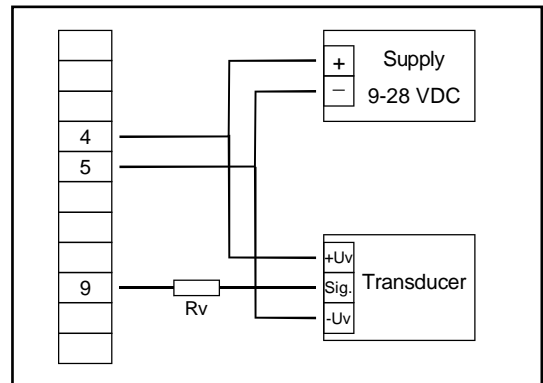 +
Supply
−
9-28 VDC
4
5
+Uv
9
Rv
Sig.
Transducer
-Uv